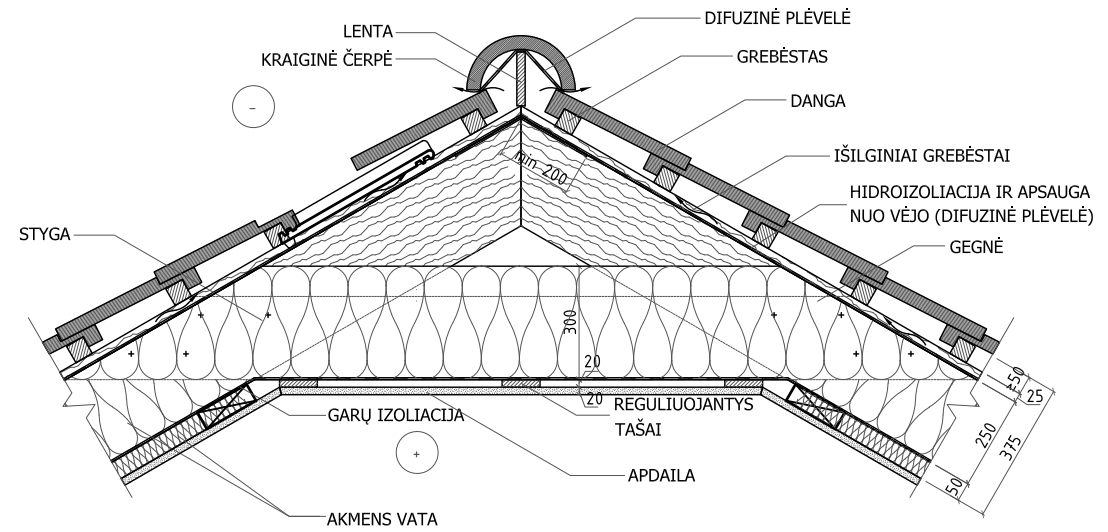 DIFUZINĖ PLĖVELĖ
LENTA
KRAIGINĖ ČERPĖ
GREBĖSTAS
DANGA
IŠILGINIAI GREBĖSTAI
HIDROIZOLIACIJA IR APSAUGA
NUO VĖJO (DIFUZINĖ PLĖVELĖ)
STYGA
GEGNĖ
min 200
300
20
20
GARŲ IZOLIACIJA
REGULIUOJANTYS
TAŠAI
APDAILA
AKMENS VATA
50
25
250
375
50